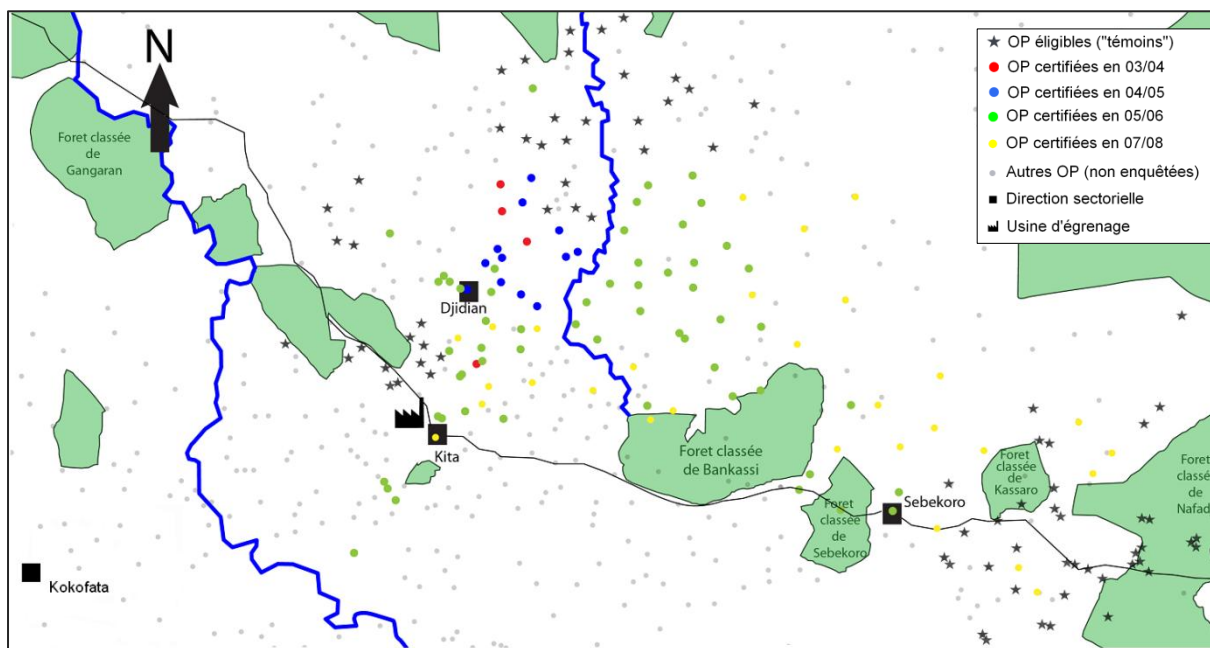 N
Foret classée
de
Gangaran
Djidian
Kita
Foret classée
de Bankassi
Foret
classée
de
Sebekoro
Sebekoro
Foret
classée
de
Kassaro
Foret
classé
de
Nafad
Kokofata
OP éligibles ("témoins")
OP certifiées en 03/04
OP certifiées en 04/05
OP certifiées en 05/06
OP certifiées en 07/08
Autres OP (non enquêtées)
Direction sectorielle
Usine d'égrenage